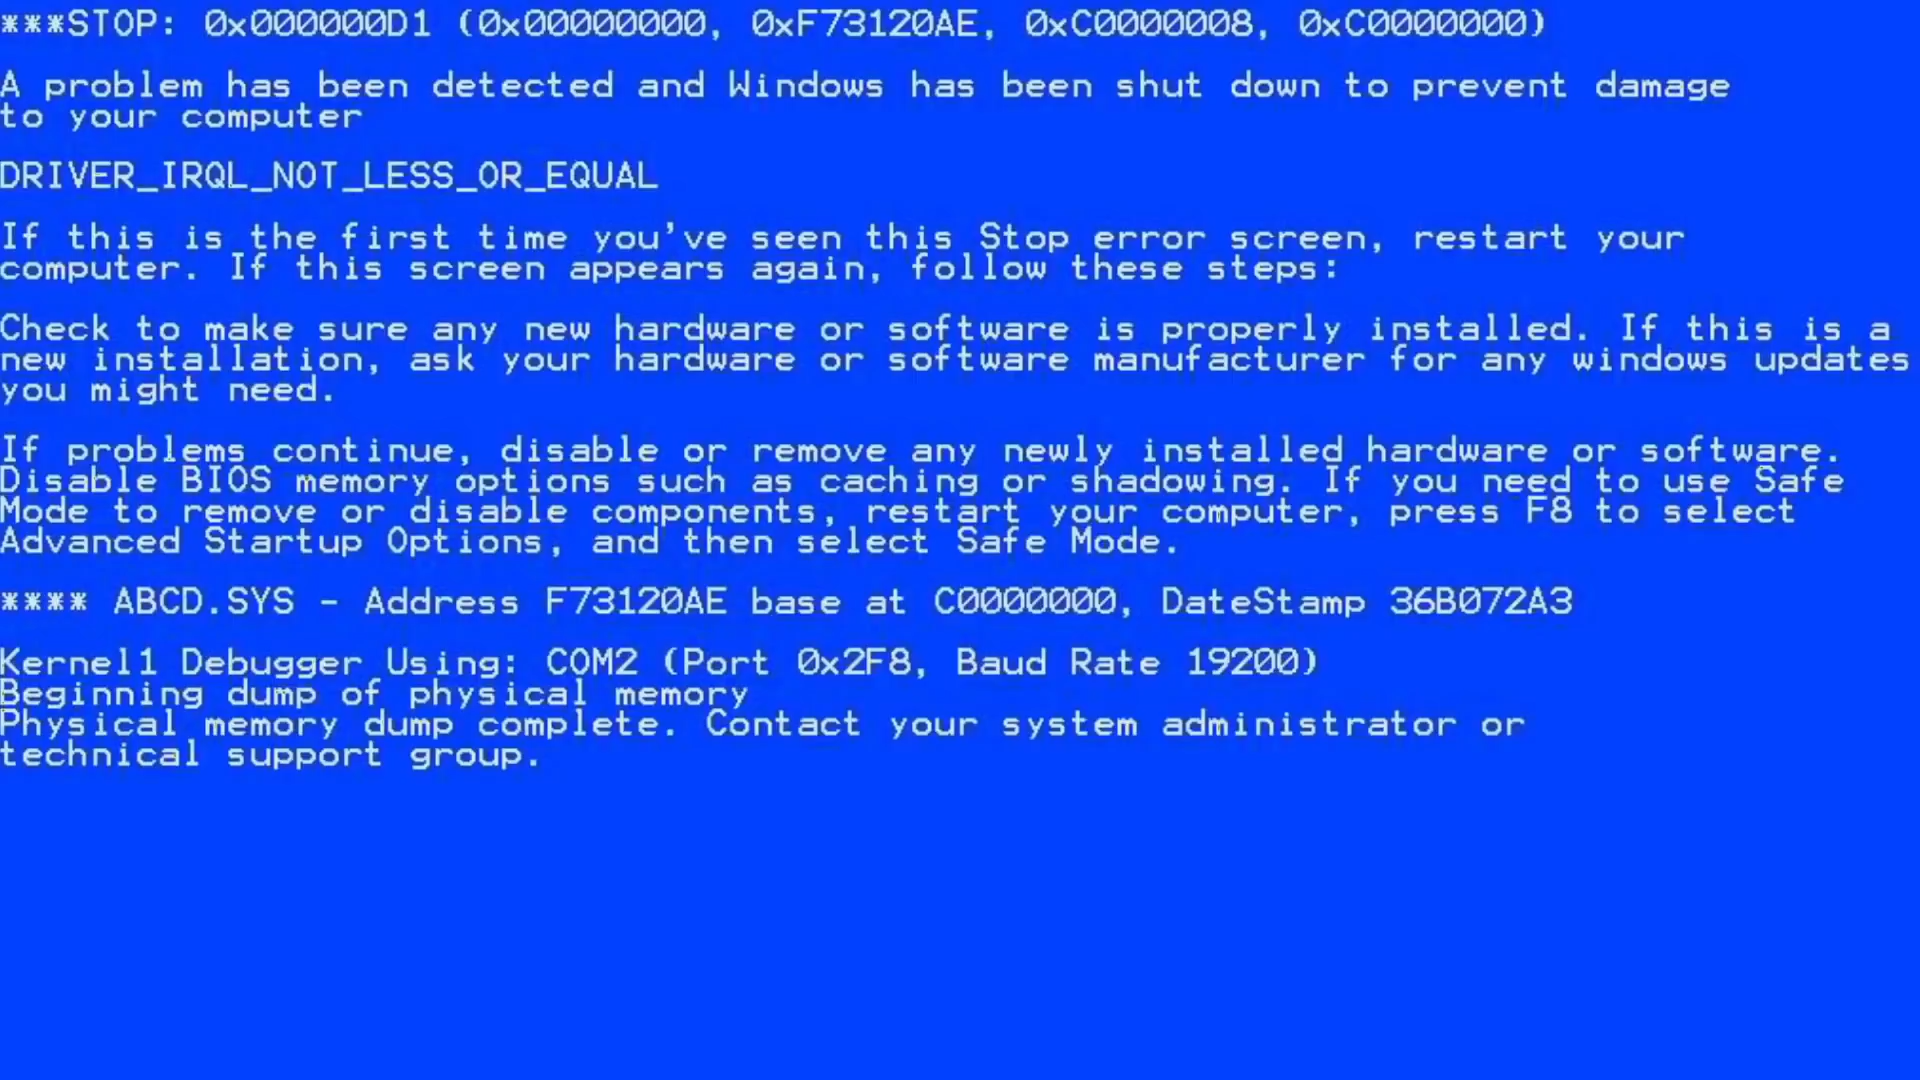 ***STOP: 0x000000D1 (0x00000000, 0xF73120AE, 0xC0000008, 0xC0000000)
A problem has been detected and Windows has been shut down to prevent damage
to your computer
DRIVER_IRQL_NOT_LESS_OR_EQUAL
If this is the first time you've seen this Stop error screen, restart your
computer. If this screen appears again, follow these steps:
Check to make sure any new hardware or software is properly installed. If this is a
new installation, ask your hardware or software manufacturer for any windows updates
you might need.
If problems continue, disable or remove any newly installed hardware or software.
Disable BIOS memory options such as caching or shadowing. If you need to use Safe
Mode to remove or disable components, restart your computer, press F8 to select
Advanced Startup Options, and then select Safe Mode.
**** ABCD.SYS - Address F73120AE base at C0000000, DateStamp 36B072A3
Kernel1 Debugger Using: COM2 (Port 0x2F8, Baud Rate 19200)
Beginning dump of physical memory
Physical memory dump complete. Contact your system administrator or
technical support group.